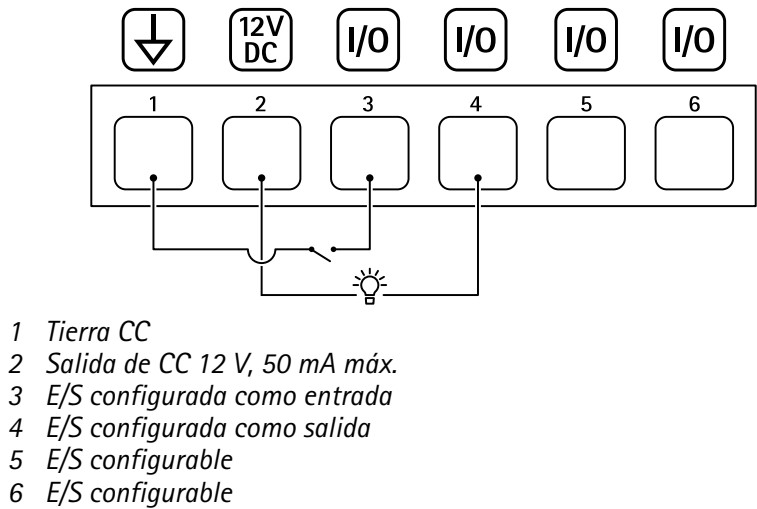 12V
DC
I/O
I/O
I/O
I/O
1 2 3 4 5 6
1 Tierra CC
2 Salida de CC 12 V, 50 mA máx.
3 E/S configurada como entrada
4 E/S configurada como salida
5 E/S configurable
6 E/S configurable